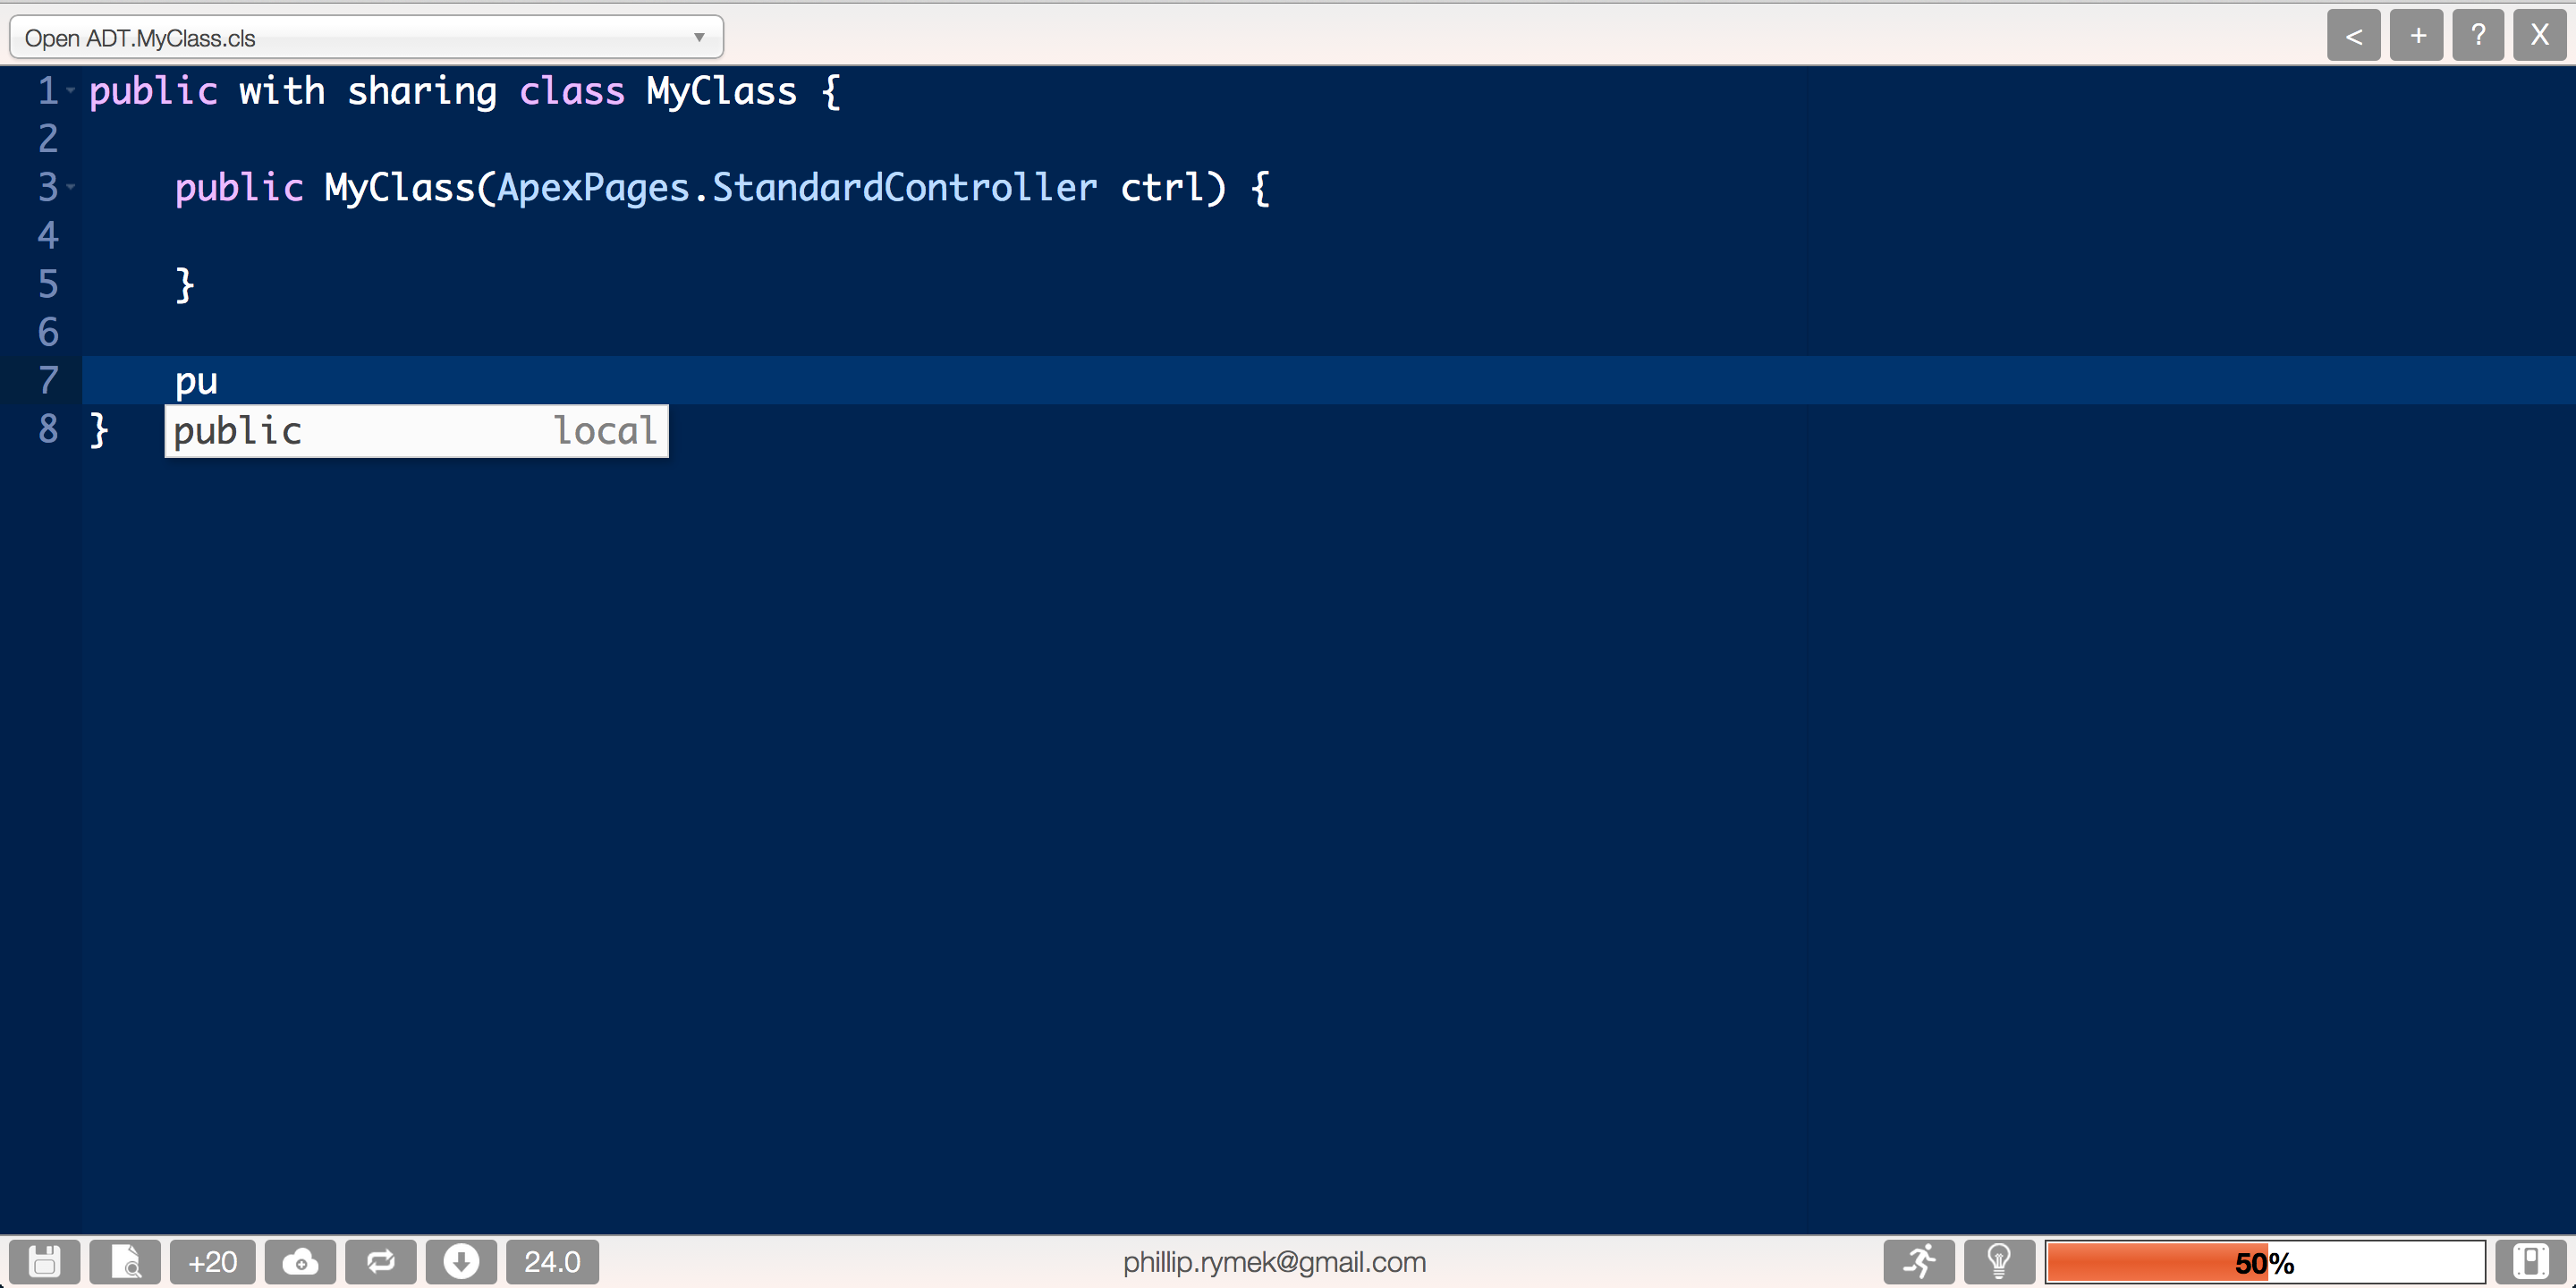 Open ADT.MyClass.cls ▼ < + ? X
1 public with sharing class MyClass {
2
3 public MyClass(ApexPages.StandardController ctrl) {
4
5 }
6
7 pu
8 } public local
+20 24.0 phillip.rymek@gmail.com 50%